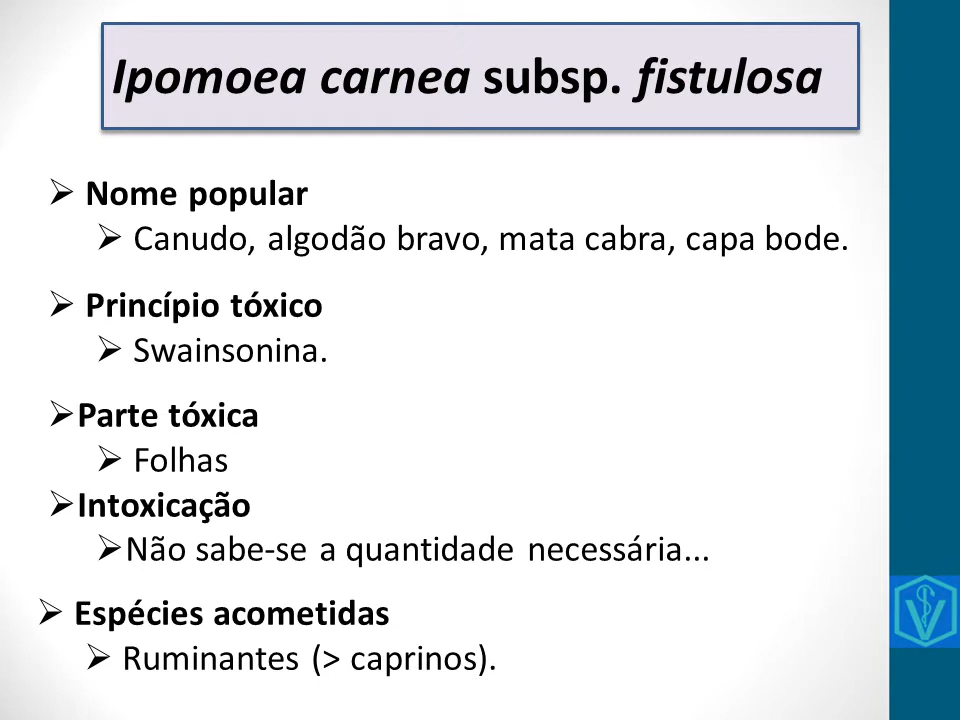 Ipomoea carnea subsp. fistulosa
➢ Nome popular
➢ Canudo, algodão bravo, mata cabra, capa bode.
➢ Princípio tóxico
➢ Swainsonina.
➢Parte tóxica
➢ Folhas
➢Intoxicação
➢Não sabe-se a quantidade necessária...
➢ Espécies acometidas
➢ Ruminantes (> caprinos).